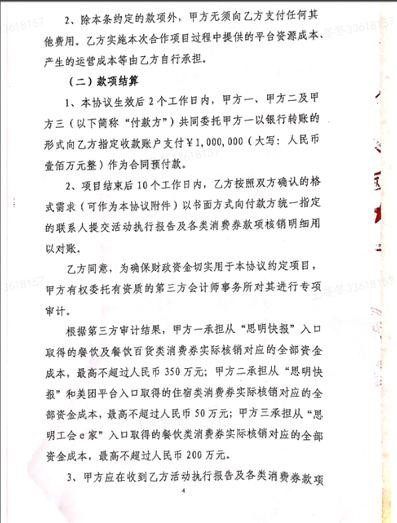 2、除本条约定的款项外，甲方无须向乙方支付任何其
他费用。乙方实施本次合作项目过程中提供的平台资源成本、
产生的运营成本等由乙方自行承担。
（二）款项结算
1、本协议生效后 2 个工作日内，甲方一、甲方二及甲
方三（以下简称“付款方”）共同委托甲方一以银行转账的
形式向乙方指定收款账户支付￥1,000,000（大写：人民币
壹佰万元整）作为合同预付款。
2、项目结束后 10 个工作日内，乙方按照双方确认的格
式需求（可作为本协议附件）以书面方式向付款方统一指定
的联系人提交活动执行报告及各类消费券款项核销明细用
以对账。
乙方同意，为确保财政资金切实用于本协议约定项目，
甲方有权委托有资质的第三方会计师事务所对其进行专项
审计。
根据第三方审计结果，甲方一承担从“思明快报”入口
取得的餐饮及餐饮百货类消费券实际核销对应的全部资金
成本，最高不超过人民币 350 万元；甲方二承担从“思明快
报”和美团平台入口取得的住宿类消费券实际核销对应的全
部资金成本，最高不超过人民币 50 万元；甲方三承担从“思
明工会 e 家”入口取得的餐饮类消费券实际核销对应的全部
资金成本，最高不超过人民币 200 万元。
3、甲方应在收到乙方活动执行报告及各类消费券款项
4